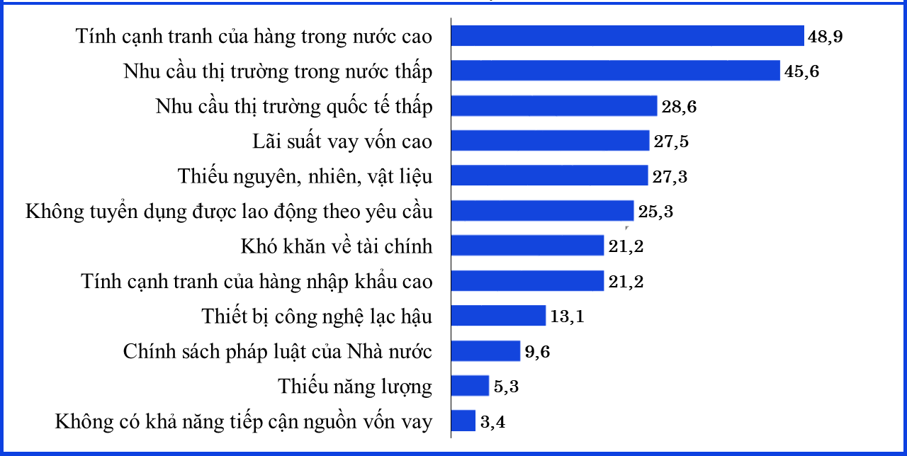 Tính cạnh tranh của hàng trong nước cao 48,9
Nhu cầu thị trường trong nước thấp 45,6
Nhu cầu thị trường quốc tế thấp 28,6
Lãi suất vay vốn cao 27,5
Thiếu nguyên, nhiên, vật liệu 27,3
Không tuyển dụng được lao động theo yêu cầu 25,3
Khó khăn về tài chính 21,2
Tính cạnh tranh của hàng nhập khẩu cao 21,2
Thiết bị công nghệ lạc hậu 13,1
Chính sách pháp luật của Nhà nước 9,6
Thiếu năng lượng 5,3
Không có khả năng tiếp cận nguồn vốn vay 3,4